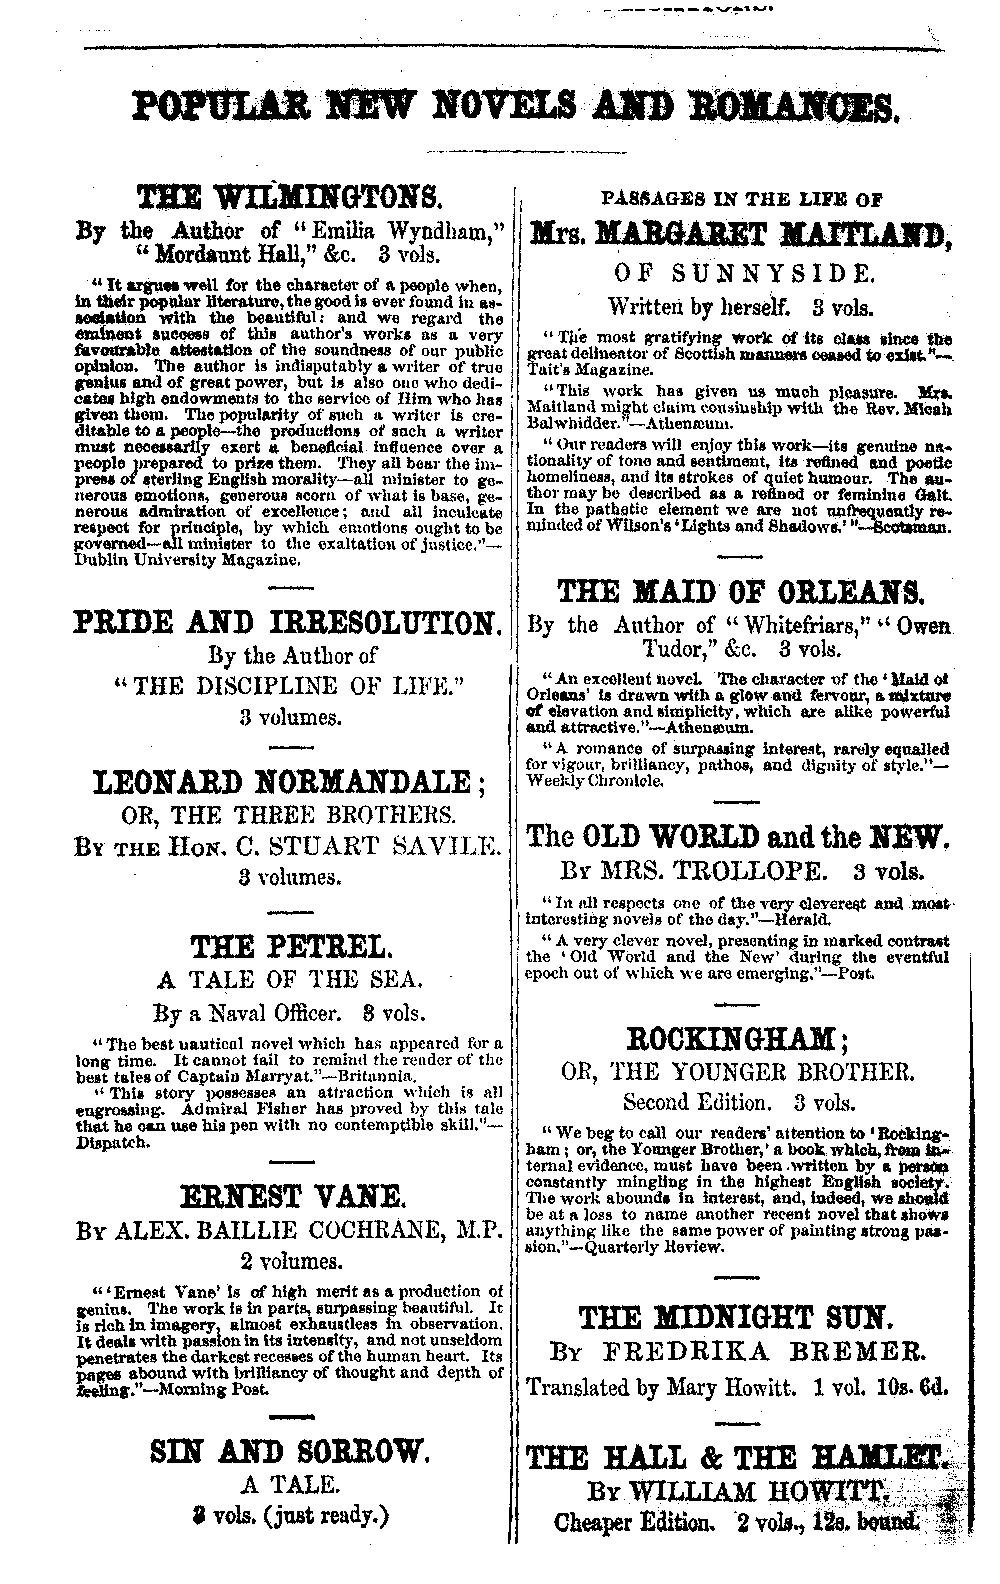 POPULAR NEW NOVELS AND ROMANCES.
THE WILMINGTONS.
By the Author of "Emilia Wyndham,"
"Mordaunt Hall," &c. 3 vols.
"It argues well for the character of a people when,
in their popular literature, the good is ever found in as-
sociation with the beautiful: and we regard the
eminent success of this author's works as a very
favourable attestation of the soundness of our public
opinion. The author is indisputably a writer of true
genius and of great power, but is also one who dedi-
cates high endowments to the service of Him who has
given them. The popularity of such a writer is cre-
ditable to a people—the productions of such a writer
must necessarily exert a beneficial influence over a
people prepared to prize them. They all bear the im-
press of sterling English morality—all minister to ge-
nerous emotions, generous scorn of what is base, ge-
nerous admiration of excellence; and all inculcate
respect for principle, by which emotions ought to be
governed—all minister to the exaltation of justice."—
Dublin University Magazine.
PRIDE AND IRRESOLUTION.
By the Author of
"THE DISCIPLINE OF LIFE."
3 volumes.
LEONARD NORMANDALE;
OR, THE THREE BROTHERS.
BY THE HON. C. STUART SAVILE.
3 volumes.
THE PETREL.
A TALE OF THE SEA.
By a Naval Officer. 3 vols.
"The best nautical novel which has appeared for a
long time. It cannot fail to remind the reader of the
best tales of Captain Marryat."—Britannia.
"This story possesses an attraction which is all
engrossing. Admiral Fisher has proved by this tale
that he can use his pen with no contemptible skill."—
Dispatch.
ERNEST VANE.
BY ALEX. BAILLIE COCHRANE, M.P.
2 volumes.
"'Ernest Vane' is of high merit as a production of
genius. The work is in parts, surpassing beautiful. It
is rich in imagery, almost exhaustless in observation.
It deals with passion in its intensity, and not unseldom
penetrates the darkest recesses of the human heart. Its
pages abound with brilliancy of thought and depth of
feeling."—Morning Post.
SIN AND SORROW.
A TALE.
3 vols. (just ready.)
PASSAGES IN THE LIFE OF
Mrs. MARGARET MAITLAND,
OF SUNNYSIDE.
Written by herself. 3 vols.
"The most gratifying work of its class since the
great delineator of Scottish manners ceased to exist."—
Tait's Magazine.
"This work has given us much pleasure. Mrs.
Maitland might claim cousinship with the Rev. Micah
Balwhidder."—Athenæum.
"Our readers will enjoy this work—its genuine na-
tionality of tone and sentiment, its refined and poetic
homeliness, and its strokes of quiet humour. The au-
thor may be described as a refined or feminine Galt.
In the pathetic element we are not unfrequently re-
minded of Wilson's 'Lights and Shadows.'"—Scotsman.
THE MAID OF ORLEANS.
By the Author of "Whitefriars," "Owen
Tudor," &c. 3 vols.
"An excellent novel. The character of the 'Maid of
Orleans' is drawn with a glow and fervour, a mixture
of elevation and simplicity, which are alike powerful
and attractive."—Athenæum.
"A romance of surpassing interest, rarely equalled
for vigour, brilliancy, pathos, and dignity of style."—
Weekly Chronicle.
The OLD WORLD and the NEW.
BY MRS. TROLLOPE. 3 vols.
"In all respects one of the very cleverest and most
interesting novels of the day."—Herald.
"A very clever novel, presenting in marked contrast
the 'Old World and the New' during the eventful
epoch out of which we are emerging."—Post.
ROCKINGHAM;
OR, THE YOUNGER BROTHER.
Second Edition. 3 vols.
"We beg to call our readers' attention to 'Rocking-
ham; or, the Younger Brother,' a book which, from in-
ternal evidence, must have been written by a person
constantly mingling in the highest English society.
The work abounds in interest, and, indeed, we should
be at a loss to name another recent novel that shows
anything like the same power of painting strong pas-
sion."—Quarterly Review.
THE MIDNIGHT SUN.
BY FREDRIKA BREMER.
Translated by Mary Howitt. 1 vol. 10s. 6d.
THE HALL & THE HAMLET.
BY WILLIAM HOWITT.
Cheaper Edition. 2 vols., 12s. bound.